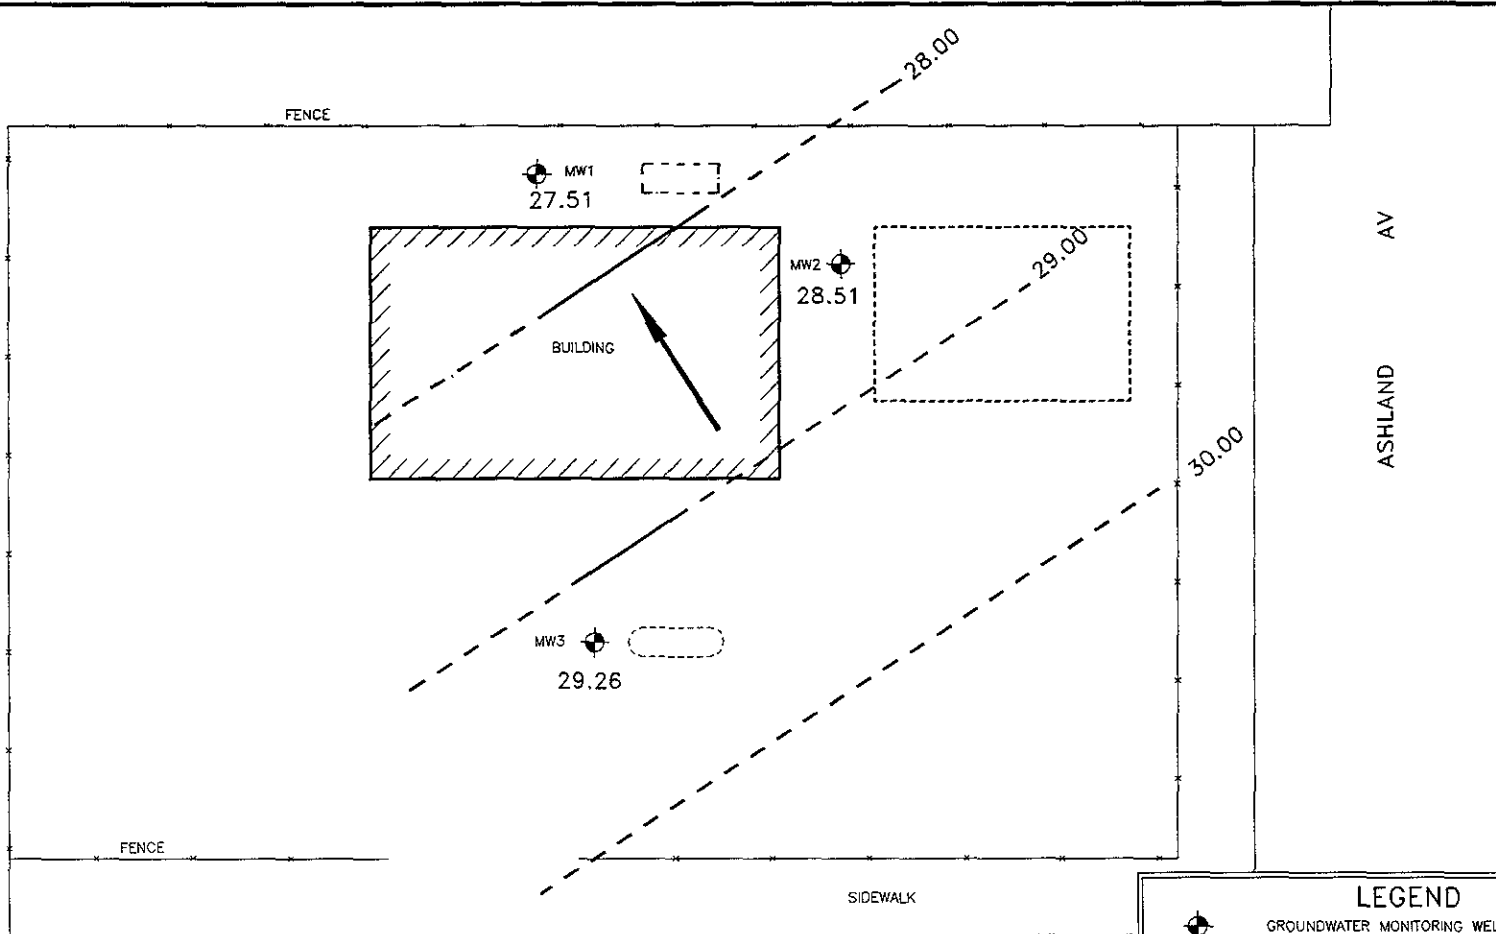 28.00
FENCE
MW1
27.51
AV
MW2
28.51
29.00
BUILDING
ASHLAND
30.00
MW3
29.26
FENCE
SIDEWALK
LEGEND
GROUNDWATER MONITORING